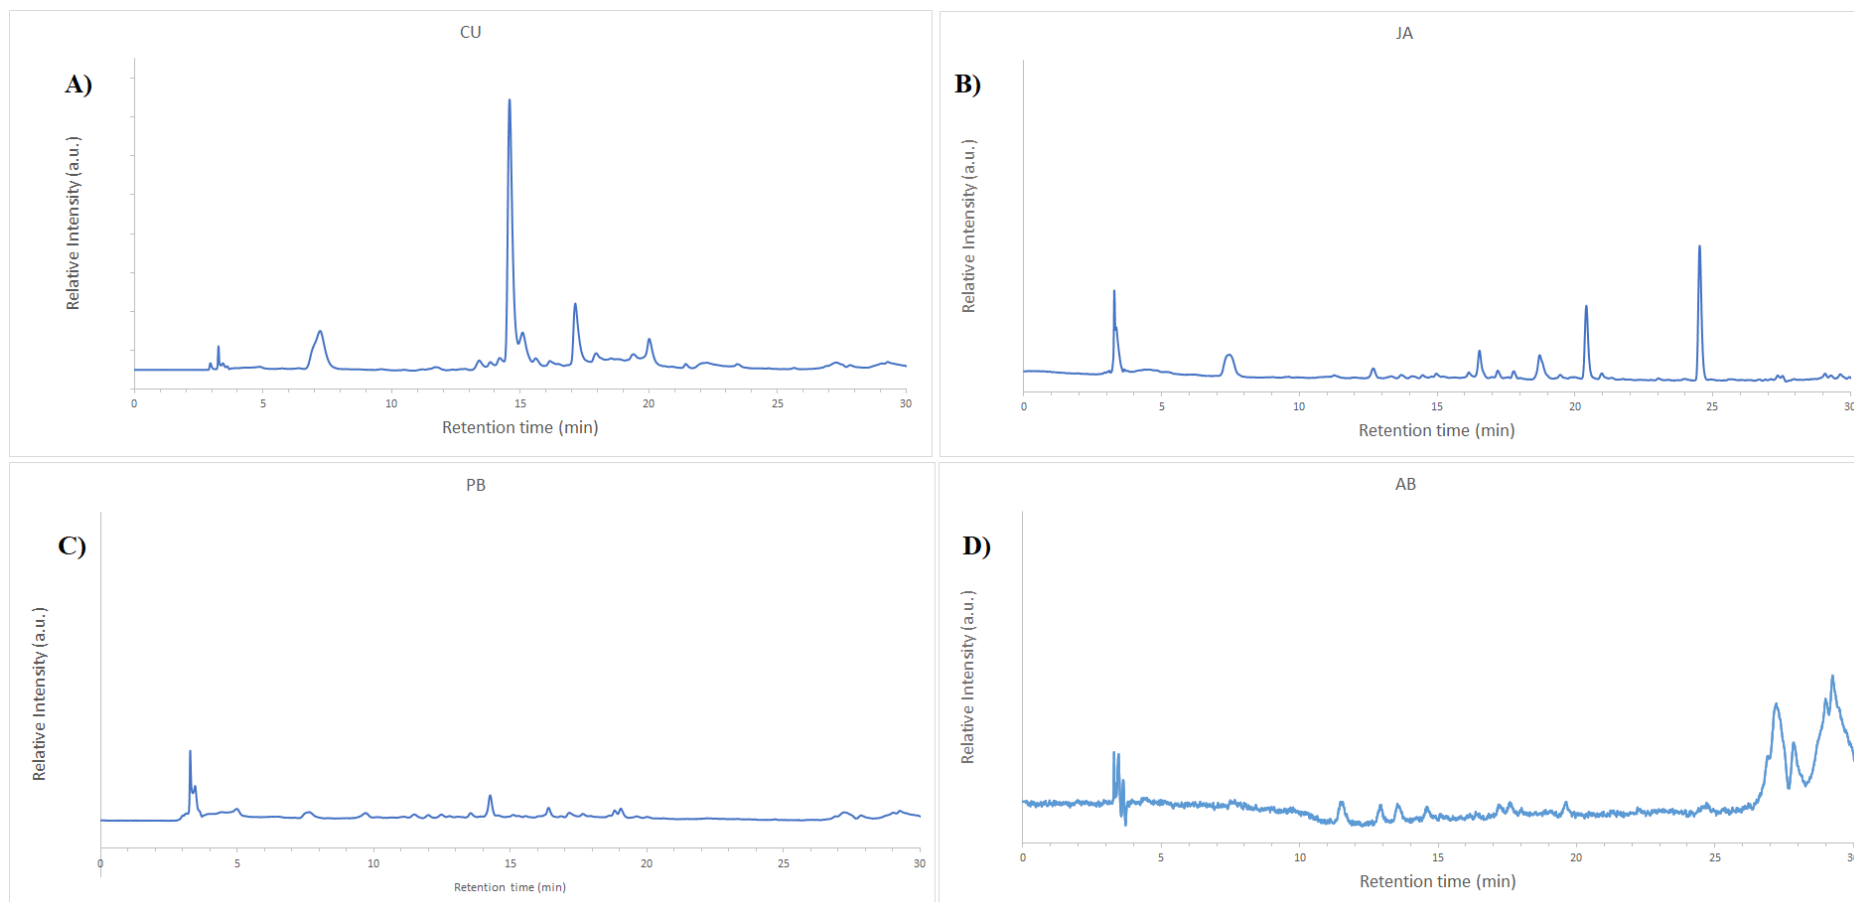 CU
A)
Relative Intensity (a.u.)
0 5 10 15 20 25 30
Retention time (min)
JA
B)
Relative Intensity (a.u.)
0 5 10 15 20 25 30
Retention time (min)
PB
C)
Relative Intensity (a.u.)
0 5 10 15 20 25 30
Retention time (min)
AB
D)
Relative Intensity (a.u.)
0 5 10 15 20 25 30
Retention time (min)